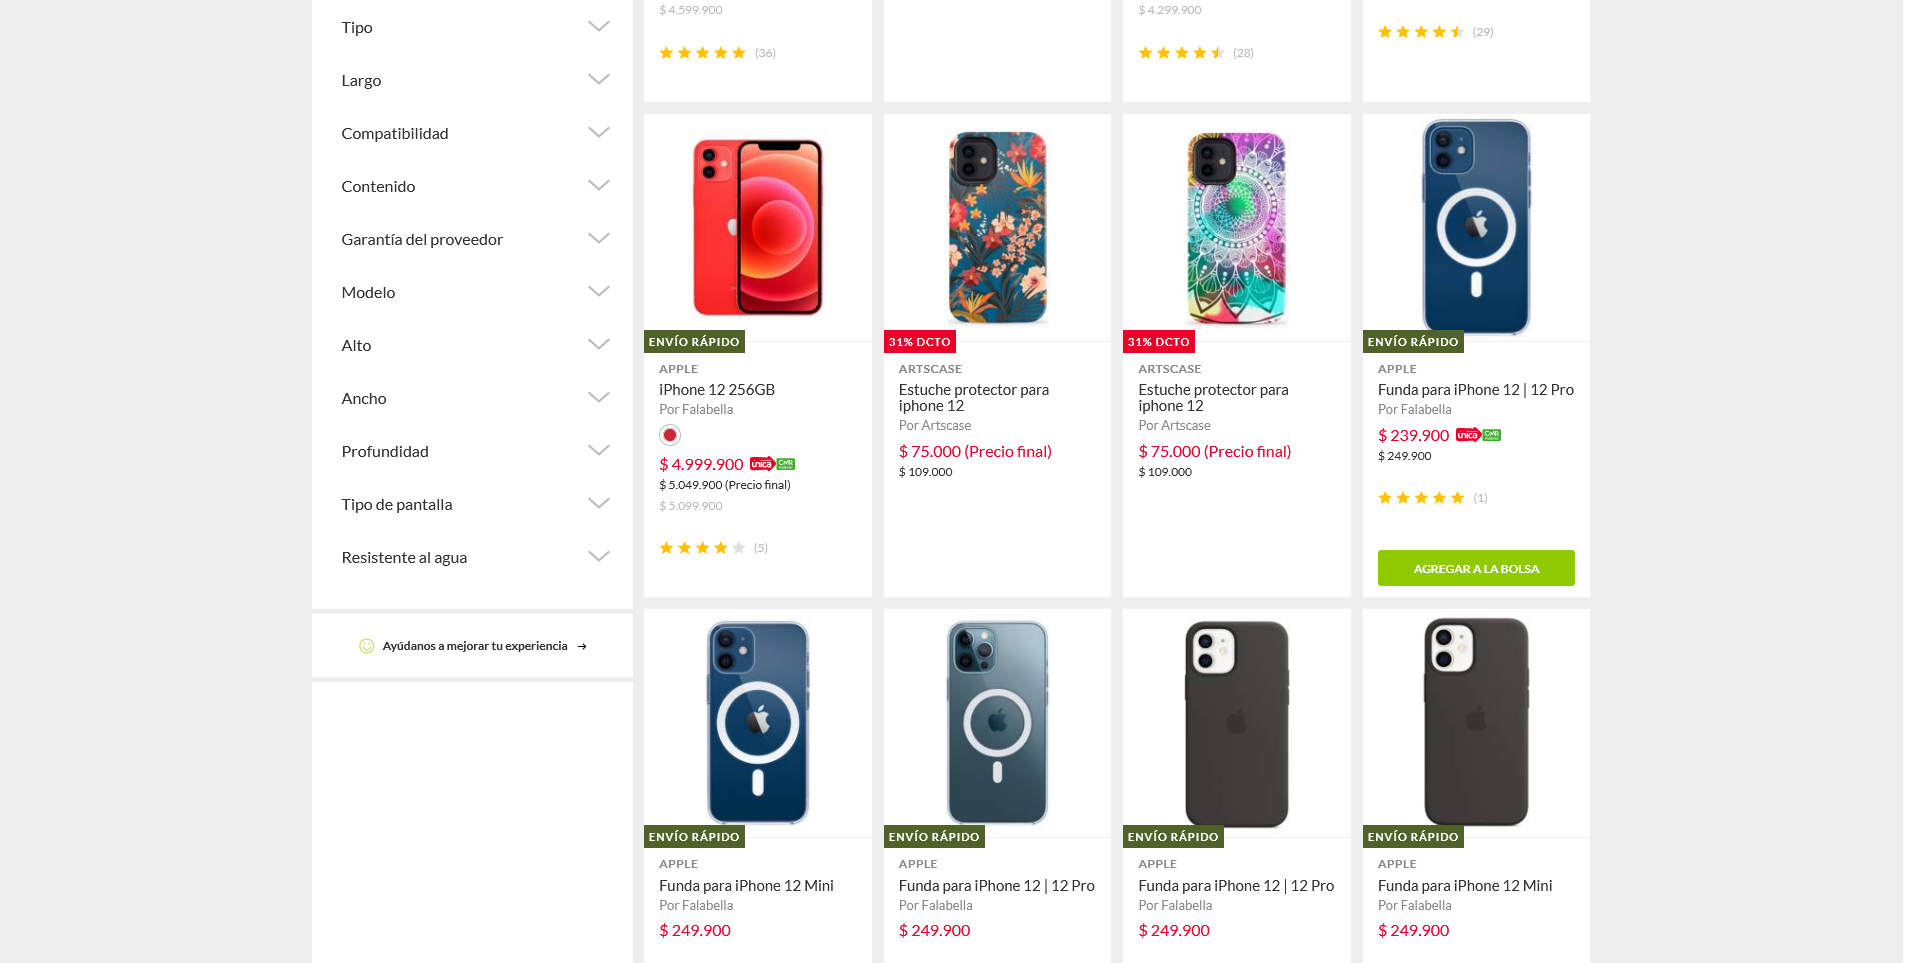 Tipo
Largo
Compatibilidad
Contenido
Garantía del proveedor
Modelo
Alto
Ancho
Profundidad
Tipo de pantalla
Resistente al agua
Ayúdanos a mejorar tu experiencia →
$ 4.599.900
(36)
$ 4.299.900
(28)
(29)
ENVÍO RÁPIDO
APPLE
iPhone 12 256GB
Por Falabella
$ 4.999.900 única CMR
$ 5.049.900 (Precio final)
$ 5.099.900
(5)
31% DCTO
ARTSCASE
Estuche protector para
iphone 12
Por Artscase
$ 75.000 (Precio final)
$ 109.000
31% DCTO
ARTSCASE
Estuche protector para
iphone 12
Por Artscase
$ 75.000 (Precio final)
$ 109.000
ENVÍO RÁPIDO
APPLE
Funda para iPhone 12 | 12 Pro
Por Falabella
$ 239.900 única CMR
$ 249.900
(1)
AGREGAR A LA BOLSA
ENVÍO RÁPIDO
APPLE
Funda para iPhone 12 Mini
Por Falabella
$ 249.900
ENVÍO RÁPIDO
APPLE
Funda para iPhone 12 | 12 Pro
Por Falabella
$ 249.900
ENVÍO RÁPIDO
APPLE
Funda para iPhone 12 | 12 Pro
Por Falabella
$ 249.900
ENVÍO RÁPIDO
APPLE
Funda para iPhone 12 Mini
Por Falabella
$ 249.900